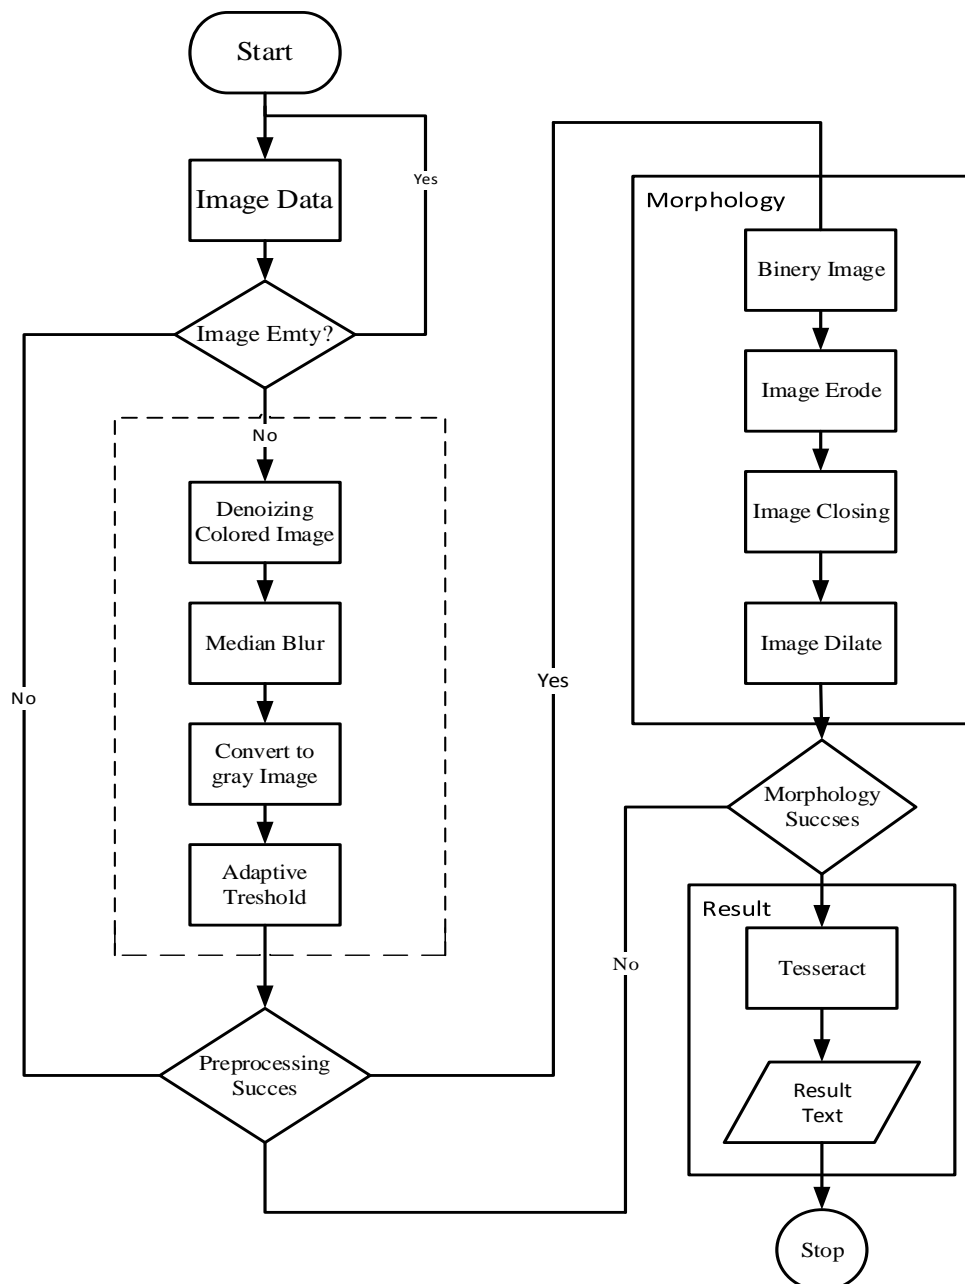 Start
Image Data
Yes
Image Emty?
No
Denoizing
Colored Image
Median Blur
No
Convert to
gray Image
Adaptive
Treshold
Preprocessing
Succes
Yes
Morphology
Binery Image
Image Erode
Image Closing
Image Dilate
Morphology
Succses
No
Result
Tesseract
Result
Text
Stop